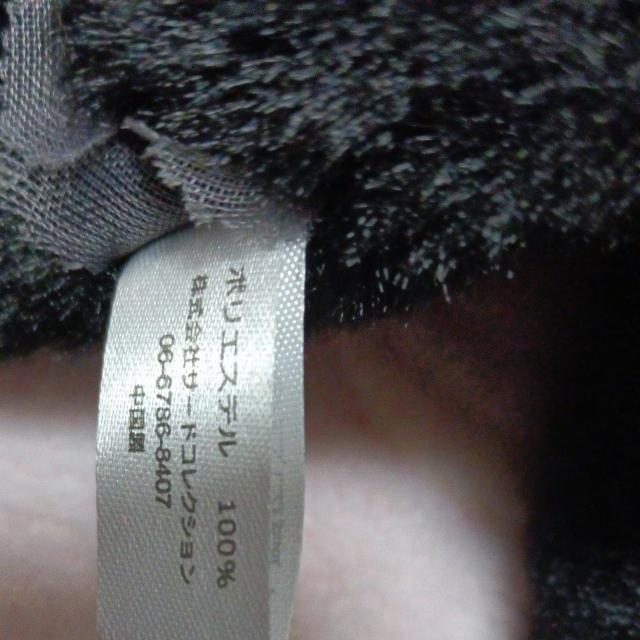 ポリエステル 100%
株式会社サードコレクション
06-6786-8407
中国製